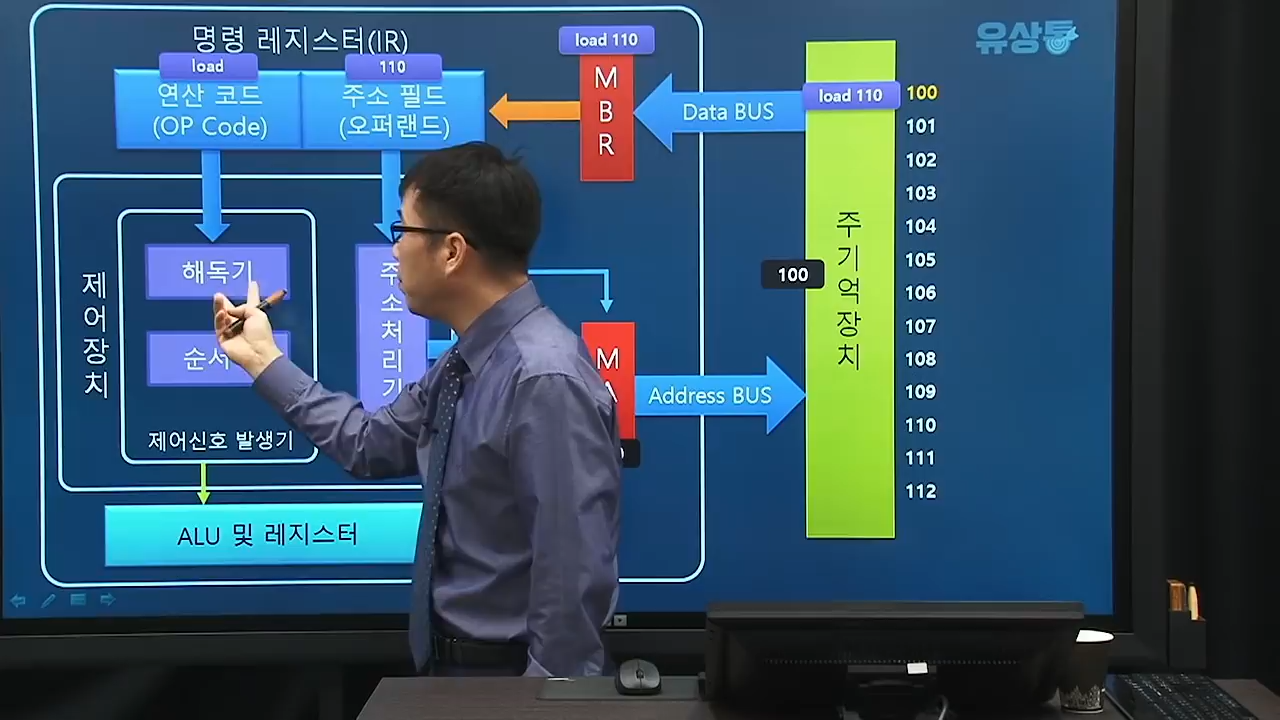 명령 레지스터(IR)
load
110
load 110
유상통
연산 코드
(OP Code)
주소 필드
(오퍼랜드)
M
B
R
Data BUS
load 110
100
101
102
103
104
105
106
107
108
109
110
111
112
제
어
장
치
해독기
순서
제어신호 발생기
주
소
처
리
기
M
A
Address BUS
100
주
기
억
장
치
ALU 및 레지스터